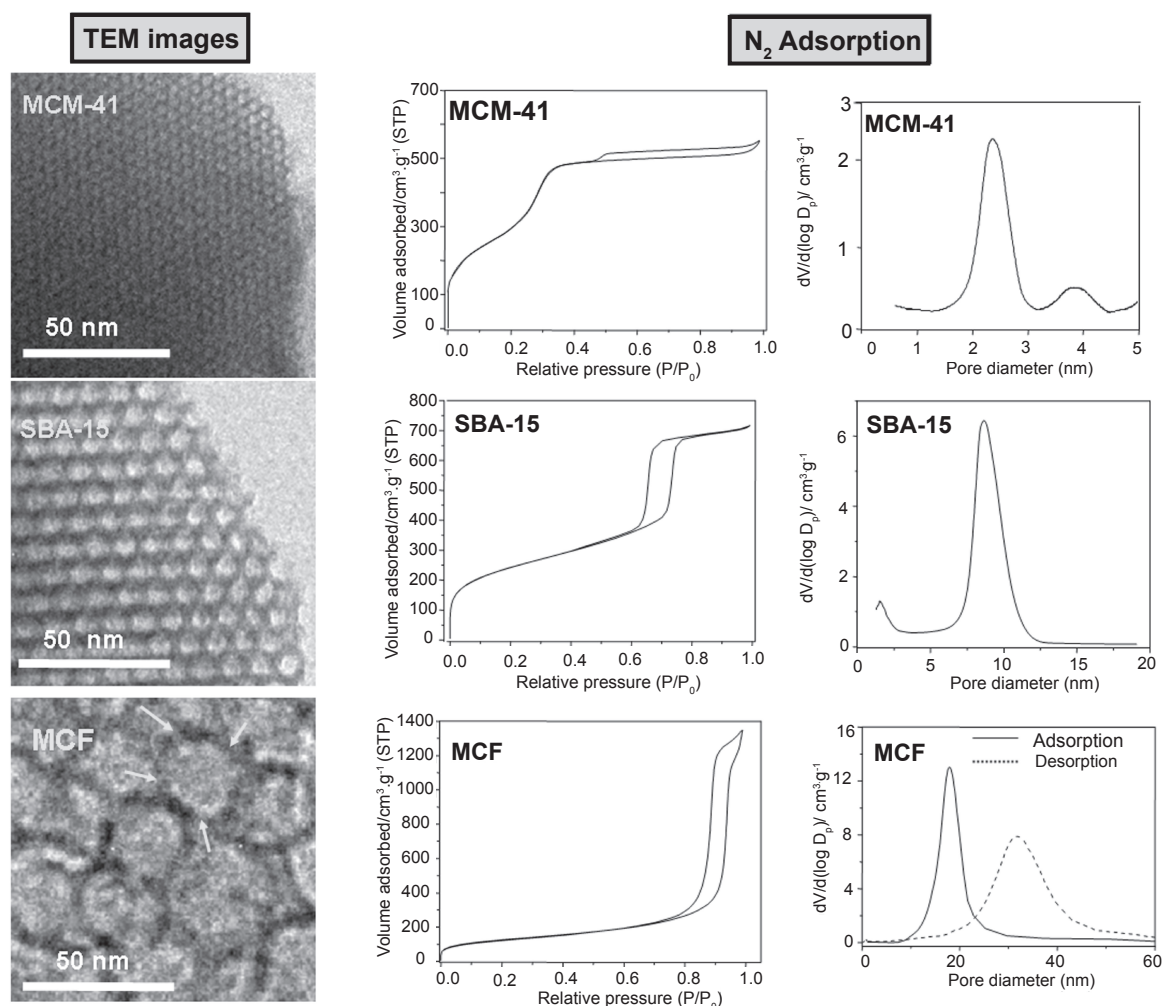 TEM images
N₂ Adsorption
MCM-41
50 nm
MCM-41
Volume adsorbed/cm³.g⁻¹ (STP)
700
500
300
200
100
0
0.0 0.2 0.4 0.6 0.8 1.0
Relative pressure (P/P₀)
MCM-41
dV/d(log Dₚ)/ cm³.g⁻¹
3
2
1
0
0 1 2 3 4 5
Pore diameter (nm)
SBA-15
50 nm
SBA-15
Volume adsorbed/cm³.g⁻¹ (STP)
800
700
600
500
400
300
200
100
0
0.0 0.2 0.4 0.6 0.8 1.0
Relative pressure (P/P₀)
SBA-15
dV/d(log Dₚ)/ cm³.g⁻¹
6
4
6
2
0
0 5 10 15 20
Pore diameter (nm)
MCF
50 nm
MCF
Volume adsorbed/cm³.g⁻¹ (STP)
1400
1200
1000
800
600
400
200
0
0.0 0.2 0.4 0.6 0.8 1.0
Relative pressure (P/P₀)
MCF
Adsorption
Desorption
dV/d(log Dₚ)/ cm³.g⁻¹
16
12
8
4
0
0 20 40 60
Pore diameter (nm)